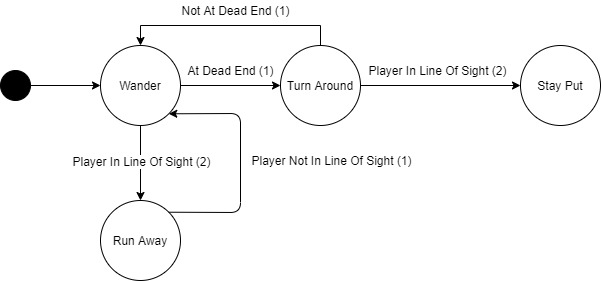 Not At Dead End (1)
Wander
At Dead End (1)
Turn Around
Player In Line Of Sight (2)
Stay Put
Player In Line Of Sight (2)
Player Not In Line Of Sight (1)
Run Away